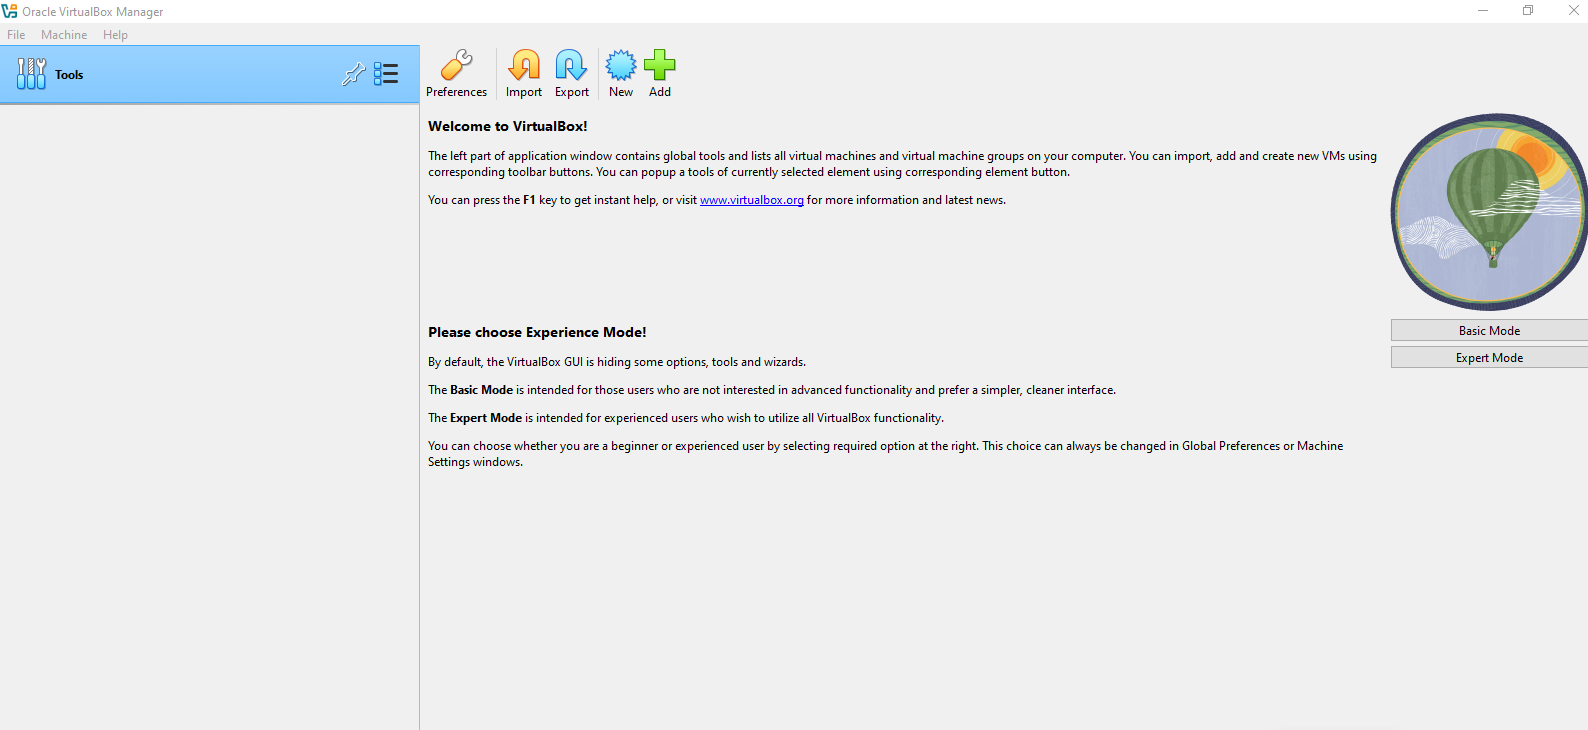 Oracle VirtualBox Manager
File Machine Help
Tools
Preferences Import Export New Add
Welcome to VirtualBox!
The left part of application window contains global tools and lists all virtual machines and virtual machine groups on your computer. You can import, add and create new VMs using
corresponding toolbar buttons. You can popup a tools of currently selected element using corresponding element button.
You can press the F1 key to get instant help, or visit www.virtualbox.org for more information and latest news.
Please choose Experience Mode!
By default, the VirtualBox GUI is hiding some options, tools and wizards.
The Basic Mode is intended for those users who are not interested in advanced functionality and prefer a simpler, cleaner interface.
The Expert Mode is intended for experienced users who wish to utilize all VirtualBox functionality.
You can choose whether you are a beginner or experienced user by selecting required option at the right. This choice can always be changed in Global Preferences or Machine
Settings windows.
Basic Mode
Expert Mode